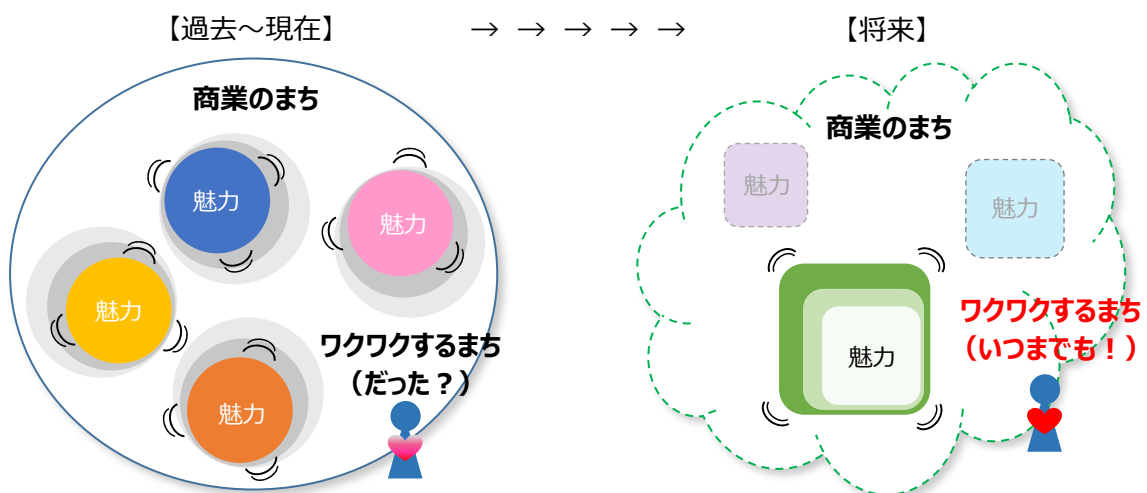 【過去~現在】 → → → → → 【将来】
商業のまち
魅力
魅力
魅力
魅力
ワクワクするまち
(だった?)
商業のまち
魅力
魅力
魅力
ワクワクするまち
(いつまでも!)